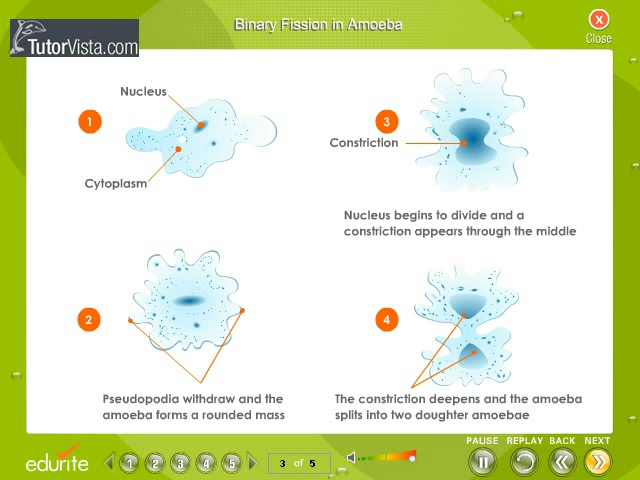 Binary Fission in Amoeba
X
Close
TutorVista.com
1
Nucleus
Cytoplasm
2
Pseudopodia withdraw and the
amoeba forms a rounded mass
3
Constriction
Nucleus begins to divide and a
constriction appears through the middle
4
The constriction deepens and the amoeba
splits into two doughter amoebae
PAUSE REPLAY BACK NEXT
edurite
1 2 3 4 5
3 of 5